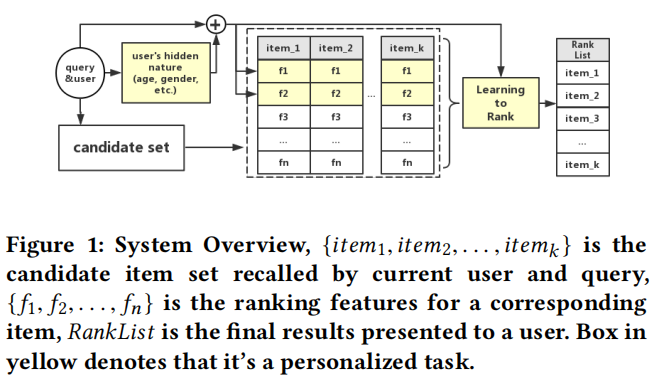 query
&user
user's hidden
nature
(age, gender,
etc.)
candidate set
item_1 item_2 item_k
f1 f1 f1
f2 f2 ... f2
f3 f3 f3
... ... ...
fn fn fn
Learning
to
Rank
Rank
List
item_1
item_2
item_3
...
item_k
Figure 1: System Overview, {item₁, item₂, . . . , itemₖ} is the
candidate item set recalled by current user and query,
{f₁, f₂, . . . , fₙ} is the ranking features for a corresponding
item, RankList is the final results presented to a user. Box in
yellow denotes that it's a personalized task.